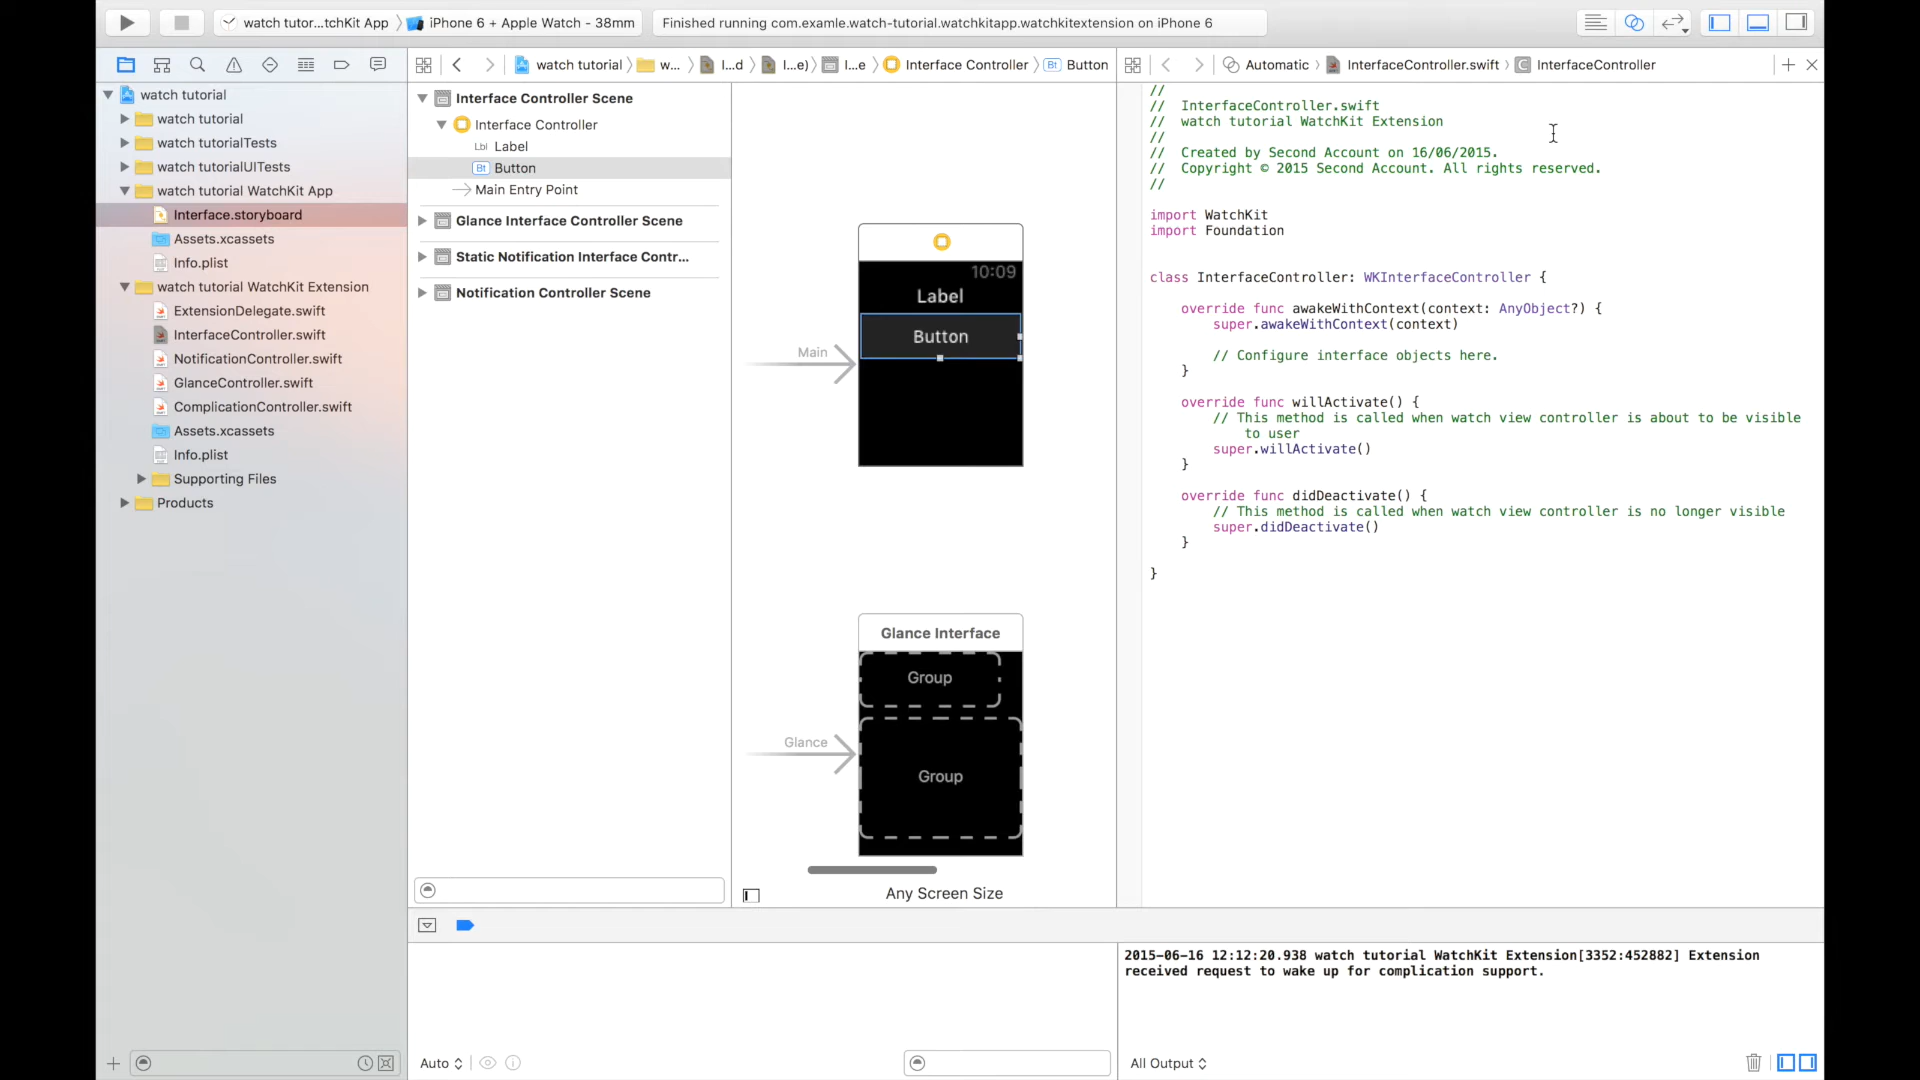 watch tutor...tchKit App
iPhone 6 + Apple Watch - 38mm
Finished running com.examle.watch-tutorial.watchkitapp.watchkitextension on iPhone 6
watch tutorial
w...
I...d
I...e)
I...e
Interface Controller
Bt Button
Automatic
InterfaceController.swift
C InterfaceController
watch tutorial
watch tutorial
watch tutorialTests
watch tutorialUITests
watch tutorial WatchKit App
Interface.storyboard
Assets.xcassets
Info.plist
watch tutorial WatchKit Extension
ExtensionDelegate.swift
InterfaceController.swift
NotificationController.swift
GlanceController.swift
ComplicationController.swift
Assets.xcassets
Info.plist
Supporting Files
Products
Interface Controller Scene
Interface Controller
Lbl Label
Bt Button
Main Entry Point
Glance Interface Controller Scene
Static Notification Interface Contr...
Notification Controller Scene
10:09
Label
Button
Main
Glance Interface
Group
Glance
Group
Any Screen Size
//
// InterfaceController.swift
// watch tutorial WatchKit Extension
//
// Created by Second Account on 16/06/2015.
// Copyright © 2015 Second Account. All rights reserved.
//
import WatchKit
import Foundation
class InterfaceController: WKInterfaceController {
override func awakeWithContext(context: AnyObject?) {
super.awakeWithContext(context)
// Configure interface objects here.
}
override func willActivate() {
// This method is called when watch view controller is about to be visible
to user
super.willActivate()
}
override func didDeactivate() {
// This method is called when watch view controller is no longer visible
super.didDeactivate()
}
}
2015-06-16 12:12:20.938 watch tutorial WatchKit Extension[3352:452882] Extension
received request to wake up for complication support.
Auto
All Output